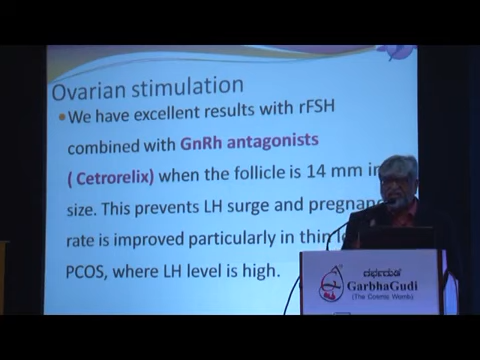 Ovarian stimulation
• We have excellent results with rFSH
combined with GnRh antagonists
( Cetrorelix) when the follicle is 14 mm in
size. This prevents LH surge and
rate is improved particularly in thin
PCOS, where LH level is high.
GarbhaGudi
(The Cosmic Womb)